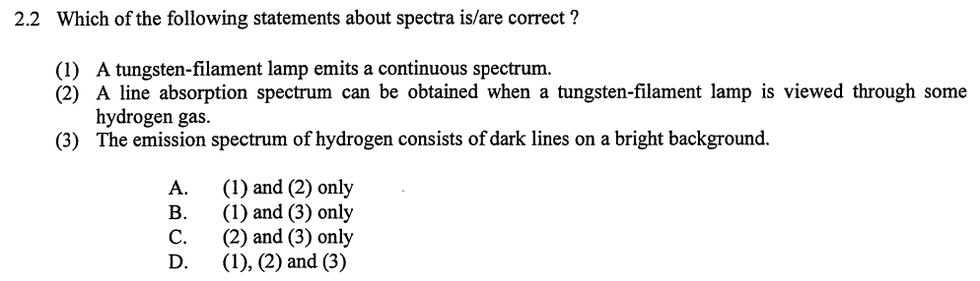 2.2 Which of the following statements about spectra is/are correct ?
(1) A tungsten-filament lamp emits a continuous spectrum.
(2) A line absorption spectrum can be obtained when a tungsten-filament lamp is viewed through some
hydrogen gas.
(3) The emission spectrum of hydrogen consists of dark lines on a bright background.
A. (1) and (2) only
B. (1) and (3) only
C. (2) and (3) only
D. (1), (2) and (3)